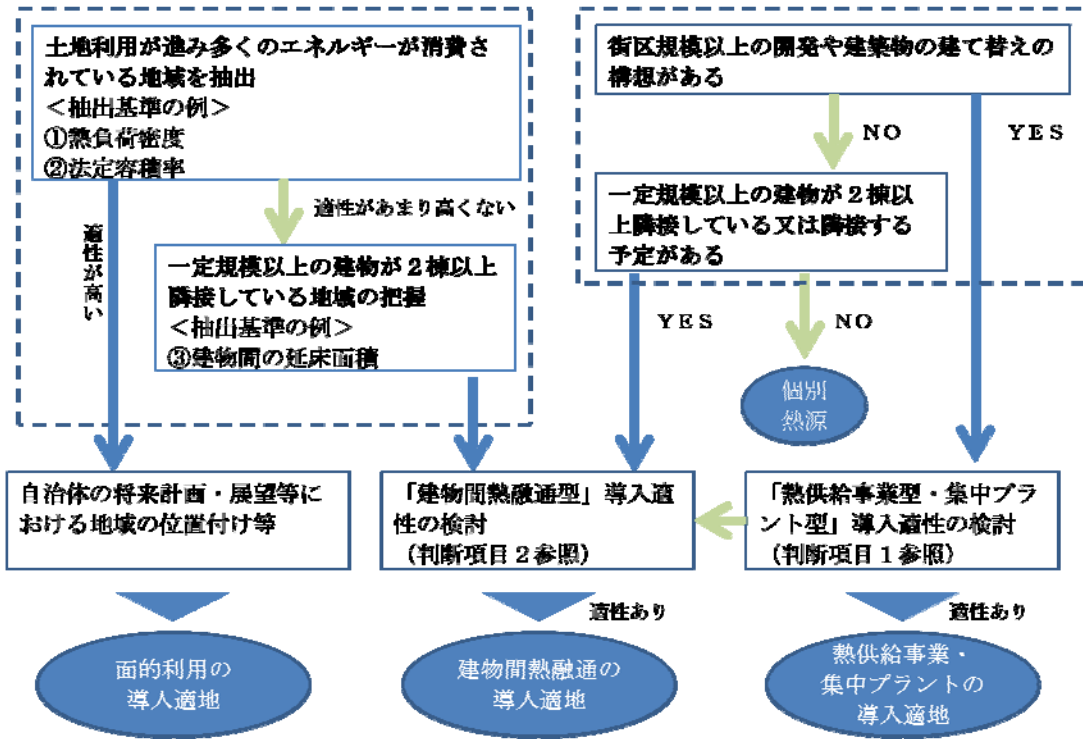 土地利用が進み多くのエネルギーが消費さ
れている地域を抽出
＜抽出基準の例＞
①熱負荷密度
②法定容積率
適性が高い
適性があまり高くない
一定規模以上の建物が２棟以上
隣接している地域の把握
＜抽出基準の例＞
③建物間の延床面積
街区規模以上の開発や建築物の建て替えの
構想がある
ＮＯ
ＹＥＳ
一定規模以上の建物が２棟以
上隣接している又は隣接する
予定がある
ＹＥＳ
ＮＯ
個別
熱源
自治体の将来計画・展望等に
おける地域の位置付け等
「建物間熱融通型」導入適
性の検討
（判断項目２参照）
「熱供給事業型・集中プラ
ント型」導入適性の検討
（判断項目１参照）
適性あり
適性あり
面的利用の
導入適地
建物間熱融通の
導入適地
熱供給事業・
集中プラントの
導入適地